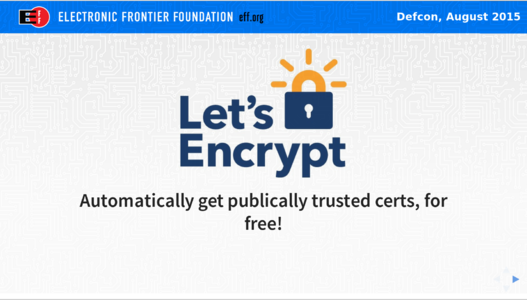 EFF
ELECTRONIC FRONTIER FOUNDATION eff.org
Defcon, August 2015
Let's
Encrypt
Automatically get publically trusted certs, for
free!